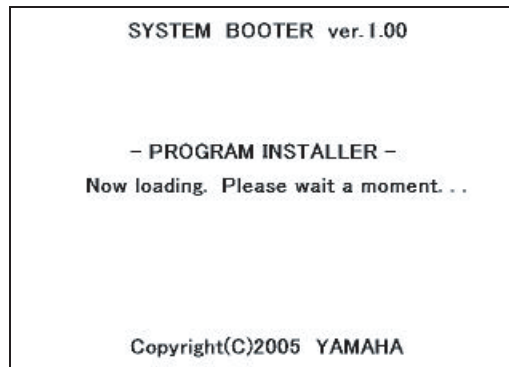 SYSTEM BOOTER ver.1.00
- PROGRAM INSTALLER -
Now loading. Please wait a moment...
Copyright(C)2005 YAMAHA